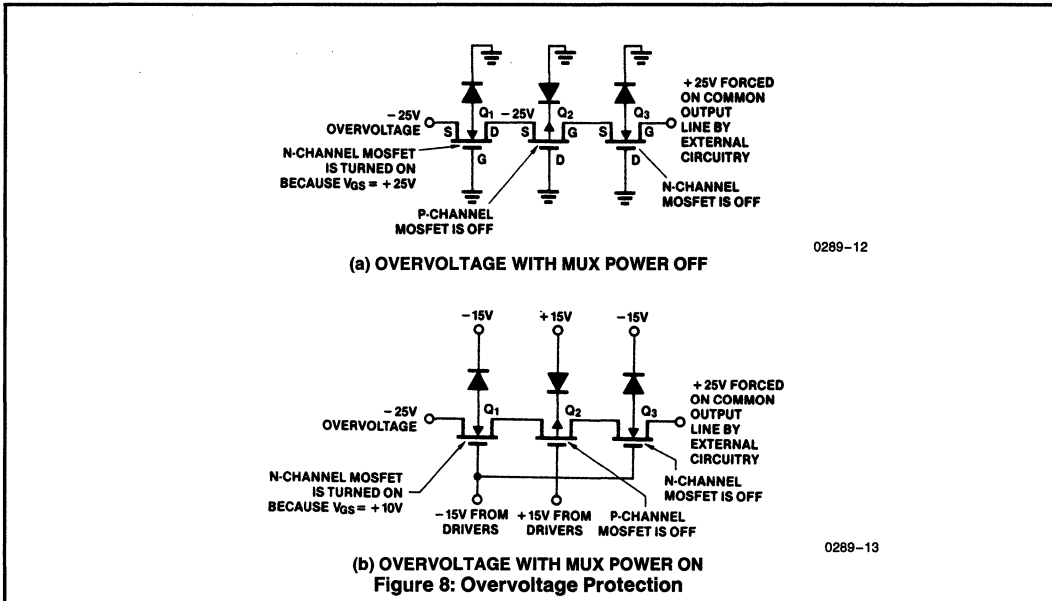 +25V FORCED
ON COMMON
OUTPUT
LINE BY
EXTERNAL
CIRCUITRY
−25V
OVERVOLTAGE
Q1
−25V
Q2
Q3
S
D
S
G
S
G
G
D
D
N-CHANNEL MOSFET
IS TURNED ON
BECAUSE VGS = +25V
P-CHANNEL
MOSFET IS OFF
N-CHANNEL
MOSFET IS OFF
0289–12
(a) OVERVOLTAGE WITH MUX POWER OFF
−15V
+15V
−15V
+25V FORCED
ON COMMON
OUTPUT
LINE BY
EXTERNAL
CIRCUITRY
−25V
OVERVOLTAGE
Q1
Q2
Q3
N-CHANNEL MOSFET
IS TURNED ON
BECAUSE VGS = +10V
−15V FROM
DRIVERS
+15V FROM
DRIVERS
P-CHANNEL
MOSFET IS OFF
N-CHANNEL
MOSFET IS OFF
0289–13
(b) OVERVOLTAGE WITH MUX POWER ON
Figure 8: Overvoltage Protection